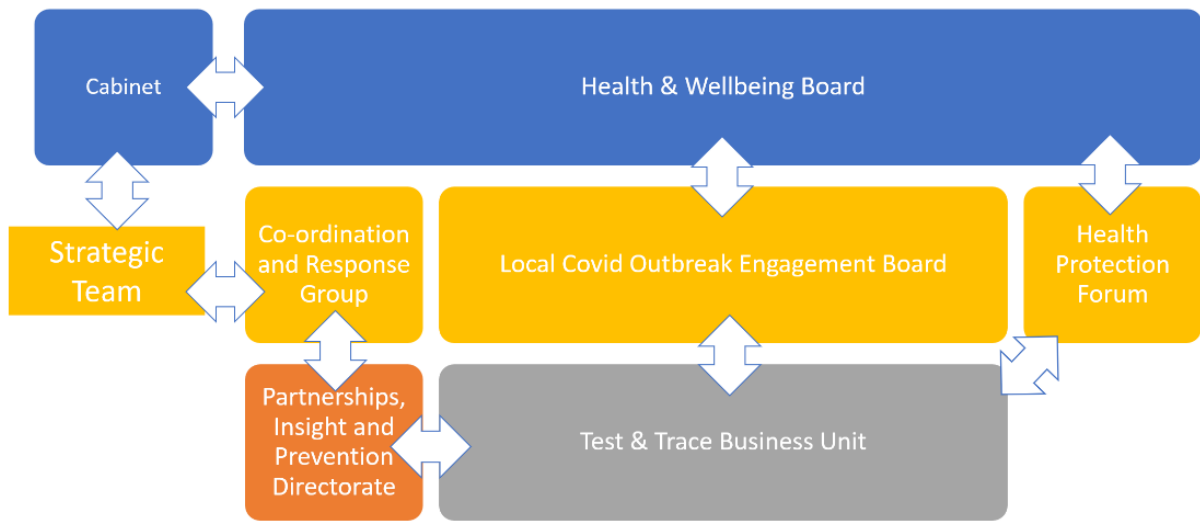 Cabinet
Health & Wellbeing Board
Strategic
Team
Co-ordination
and Response
Group
Local Covid Outbreak Engagement Board
Health
Protection
Forum
Partnerships,
Insight and
Prevention
Directorate
Test & Trace Business Unit